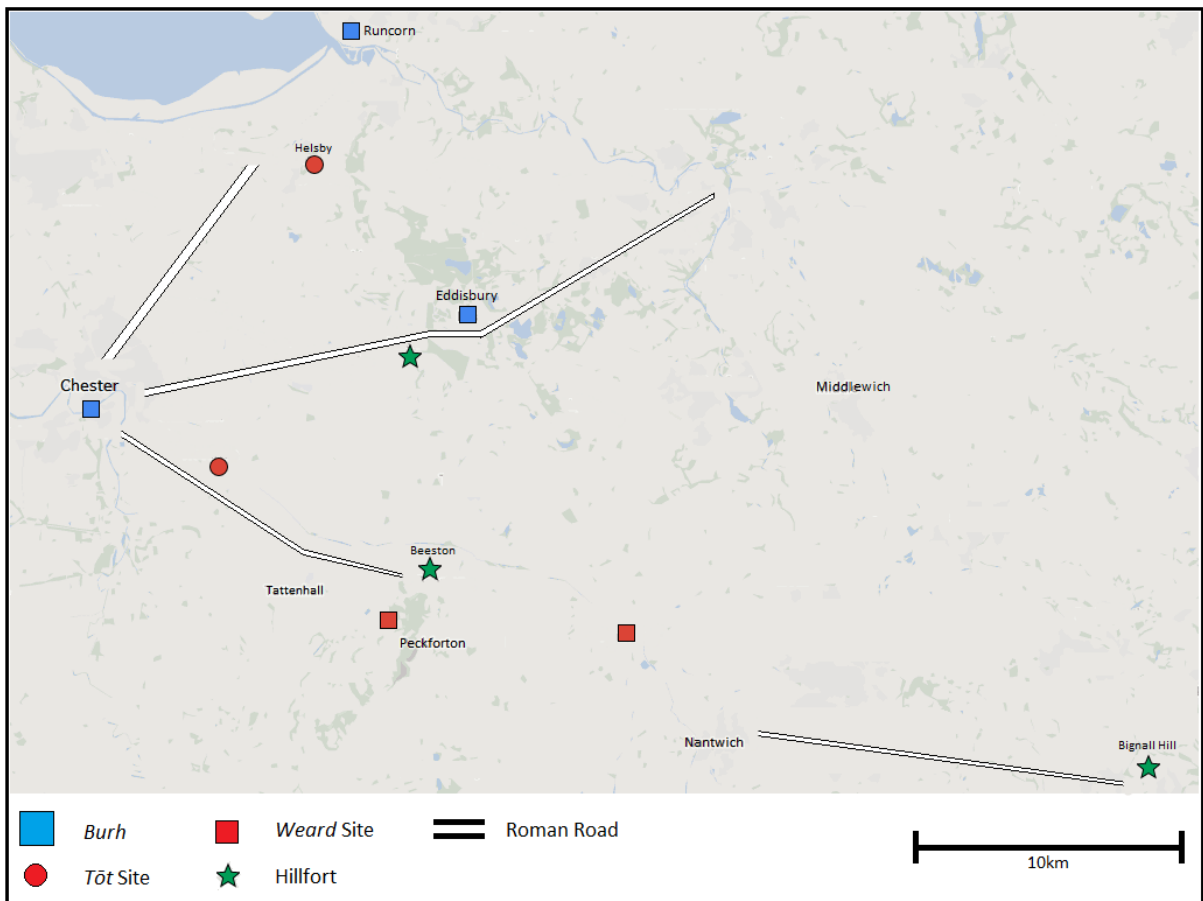 Runcorn
Helsby
Eddisbury
Chester
Middlewich
Beeston
Tattenhall
Peckforton
Nantwich
Bignall Hill
Burh
Weard Site
Roman Road
10km
Tōt Site
Hillfort